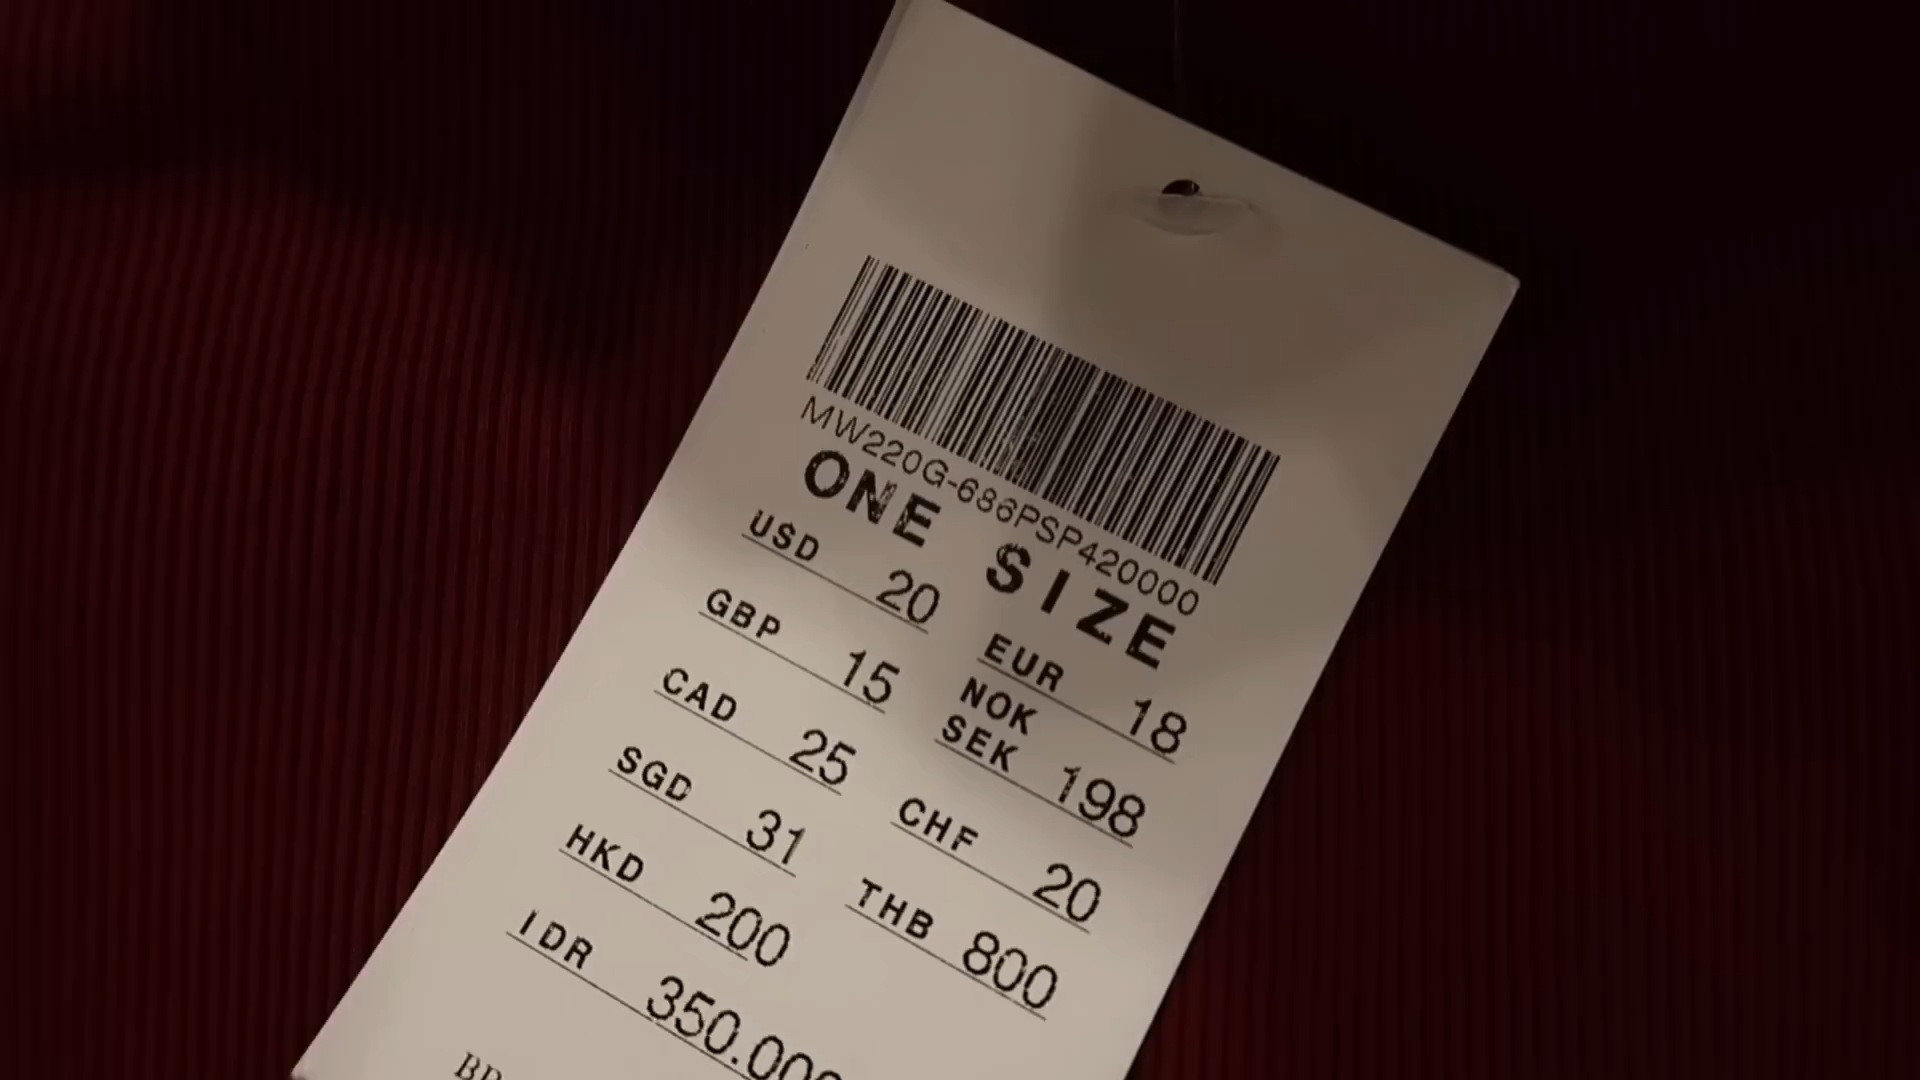 MW220G-686PSP420000
ONE SIZE
USD 20
EUR 18
GBP 15
NOK
SEK 198
CAD 25
CHF 20
SGD 31
THB 800
HKD 200
IDR 350.000